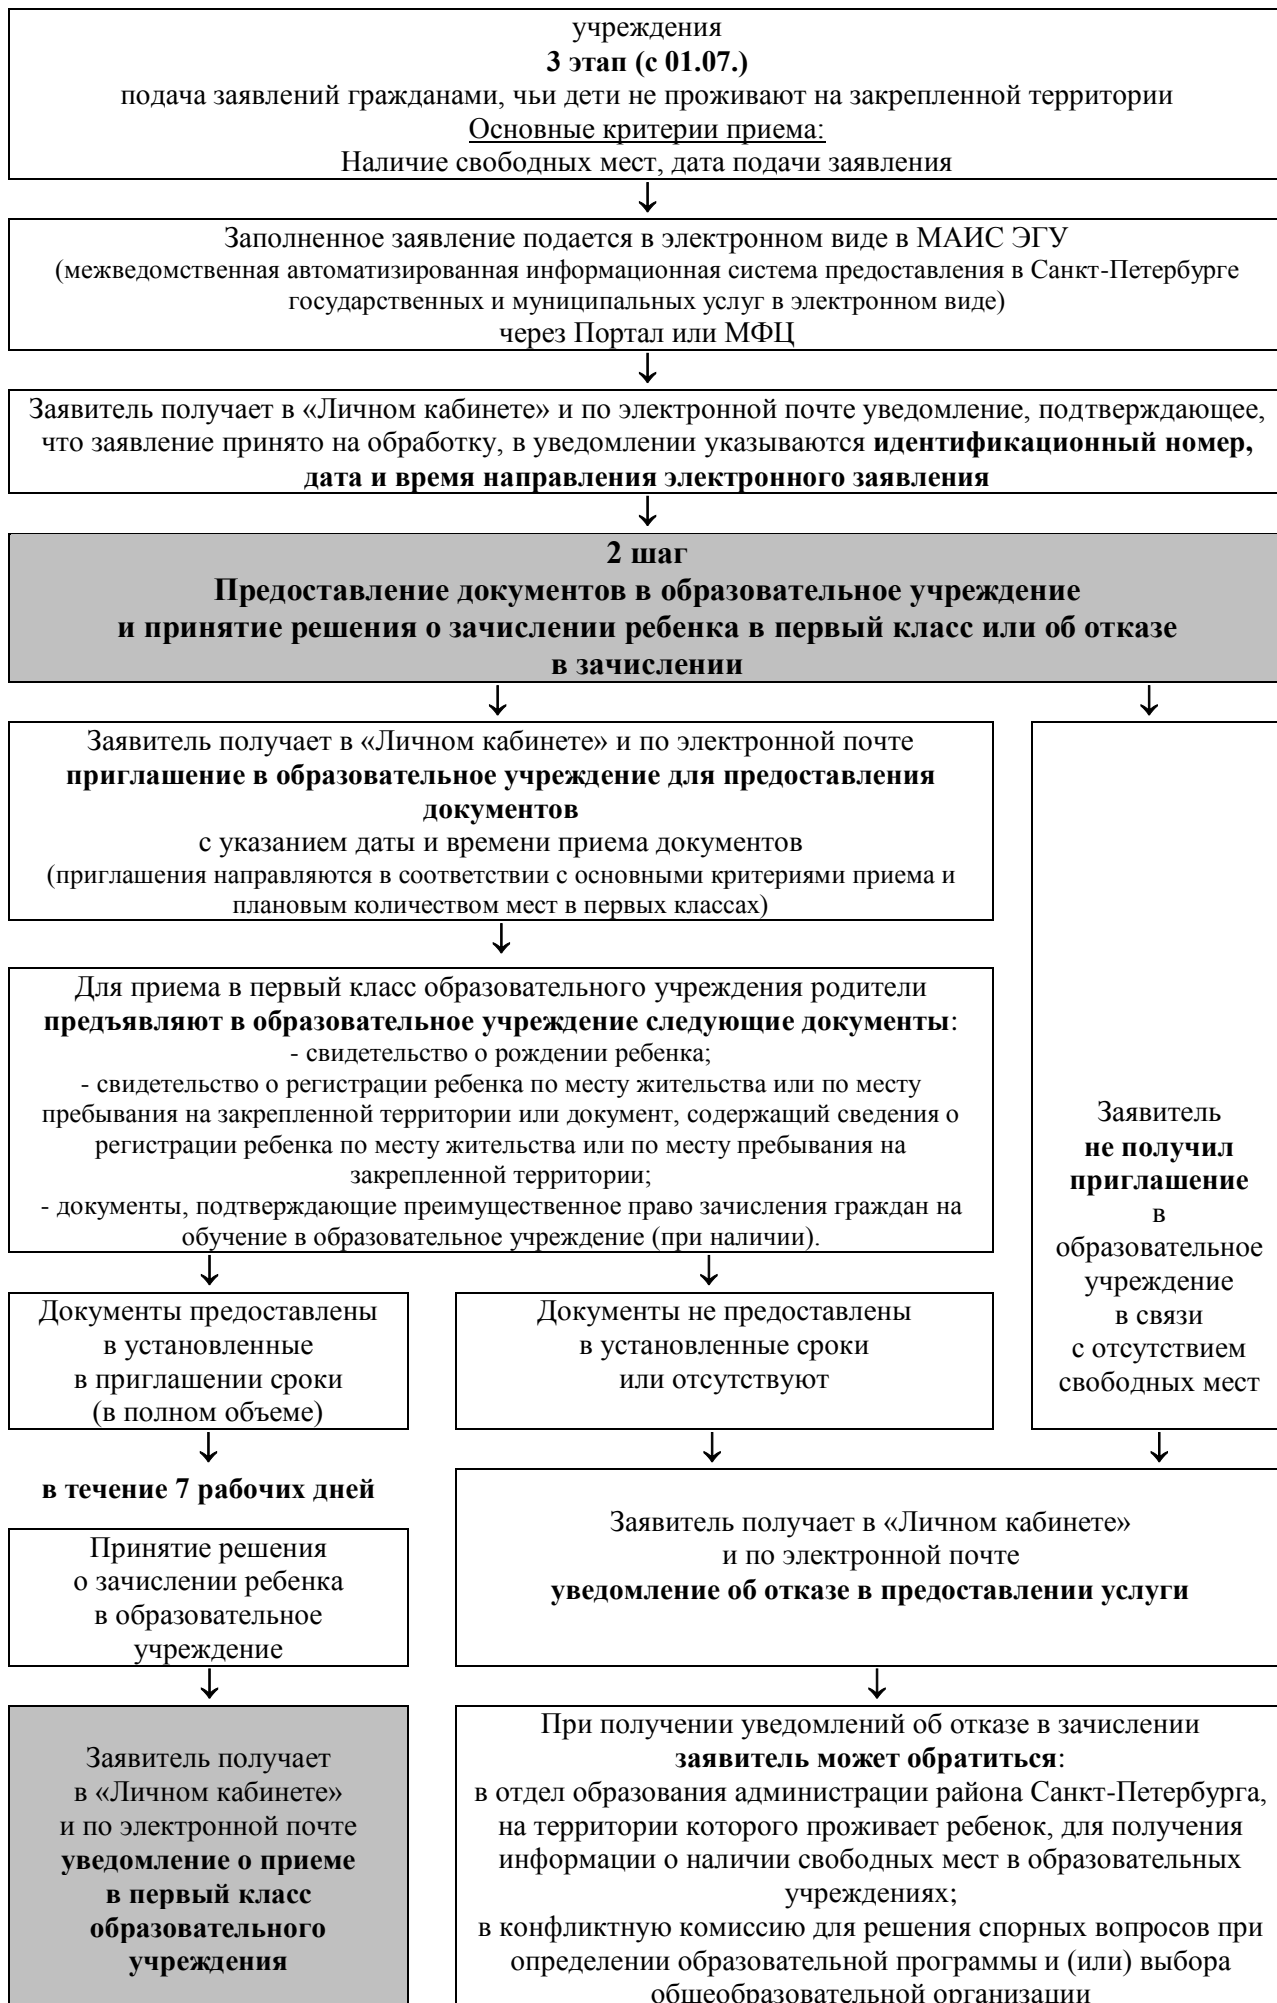 учреждения
3 этап (с 01.07.)
подача заявлений гражданами, чьи дети не проживают на закрепленной территории
Основные критерии приема:
Наличие свободных мест, дата подачи заявления
Заполненное заявление подается в электронном виде в МАИС ЭГУ
(межведомственная автоматизированная информационная система предоставления в Санкт-Петербурге
государственных и муниципальных услуг в электронном виде)
через Портал или МФЦ
Заявитель получает в «Личном кабинете» и по электронной почте уведомление, подтверждающее,
что заявление принято на обработку, в уведомлении указываются идентификационный номер,
дата и время направления электронного заявления
2 шаг
Предоставление документов в образовательное учреждение
и принятие решения о зачислении ребенка в первый класс или об отказе
в зачислении
Заявитель получает в «Личном кабинете» и по электронной почте
приглашение в образовательное учреждение для предоставления
документов
с указанием даты и времени приема документов
(приглашения направляются в соответствии с основными критериями приема и
плановым количеством мест в первых классах)
Для приема в первый класс образовательного учреждения родители
предъявляют в образовательное учреждение следующие документы:
- свидетельство о рождении ребенка;
- свидетельство о регистрации ребенка по месту жительства или по месту
пребывания на закрепленной территории или документ, содержащий сведения о
регистрации ребенка по месту жительства или по месту пребывания на
закрепленной территории;
- документы, подтверждающие преимущественное право зачисления граждан на
обучение в образовательное учреждение (при наличии).
Заявитель
не получил
приглашение
в
образовательное
учреждение
в связи
с отсутствием
свободных мест
Документы предоставлены
в установленные
в приглашении сроки
(в полном объеме)
Документы не предоставлены
в установленные сроки
или отсутствуют
в течение 7 рабочих дней
Принятие решения
о зачислении ребенка
в образовательное
учреждение
Заявитель получает в «Личном кабинете»
и по электронной почте
уведомление об отказе в предоставлении услуги
Заявитель получает
в «Личном кабинете»
и по электронной почте
уведомление о приеме
в первый класс
образовательного
учреждения
При получении уведомлений об отказе в зачислении
заявитель может обратиться:
в отдел образования администрации района Санкт-Петербурга,
на территории которого проживает ребенок, для получения
информации о наличии свободных мест в образовательных
учреждениях;
в конфликтную комиссию для решения спорных вопросов при
определении образовательной программы и (или) выбора
общеобразовательной организации